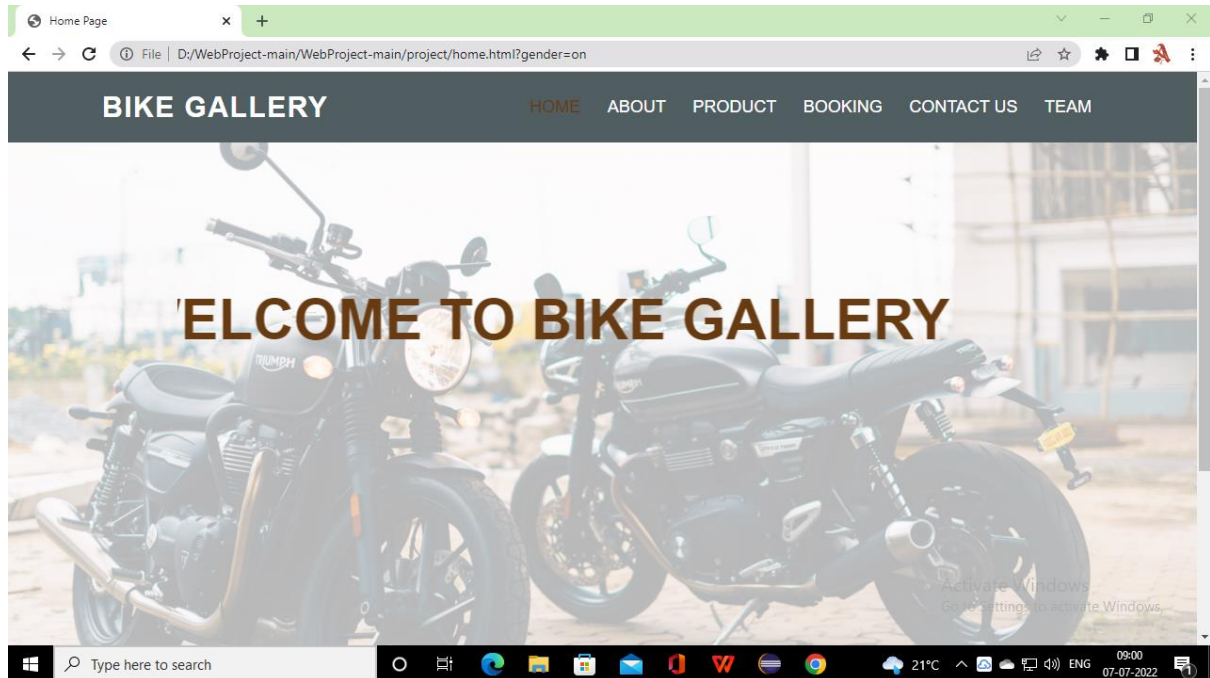 Home Page
File | D:/WebProject-main/WebProject-main/project/home.html?gender=on
BIKE GALLERY HOME ABOUT PRODUCT BOOKING CONTACT US TEAM
ELCOME TO BIKE GALLERY
TRIUMPH
Activate Windows
Go to Settings to activate Windows.
Type here to search
21°C ENG 09:00
07-07-2022